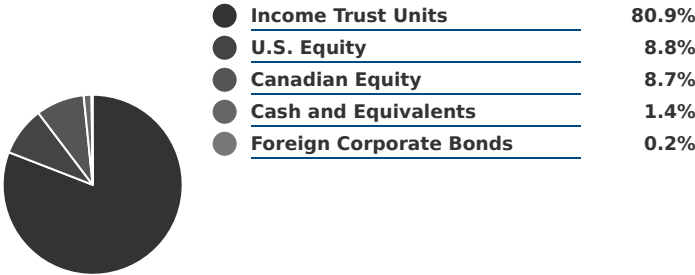 Income Trust Units 80.9%
U.S. Equity 8.8%
Canadian Equity 8.7%
Cash and Equivalents 1.4%
Foreign Corporate Bonds 0.2%